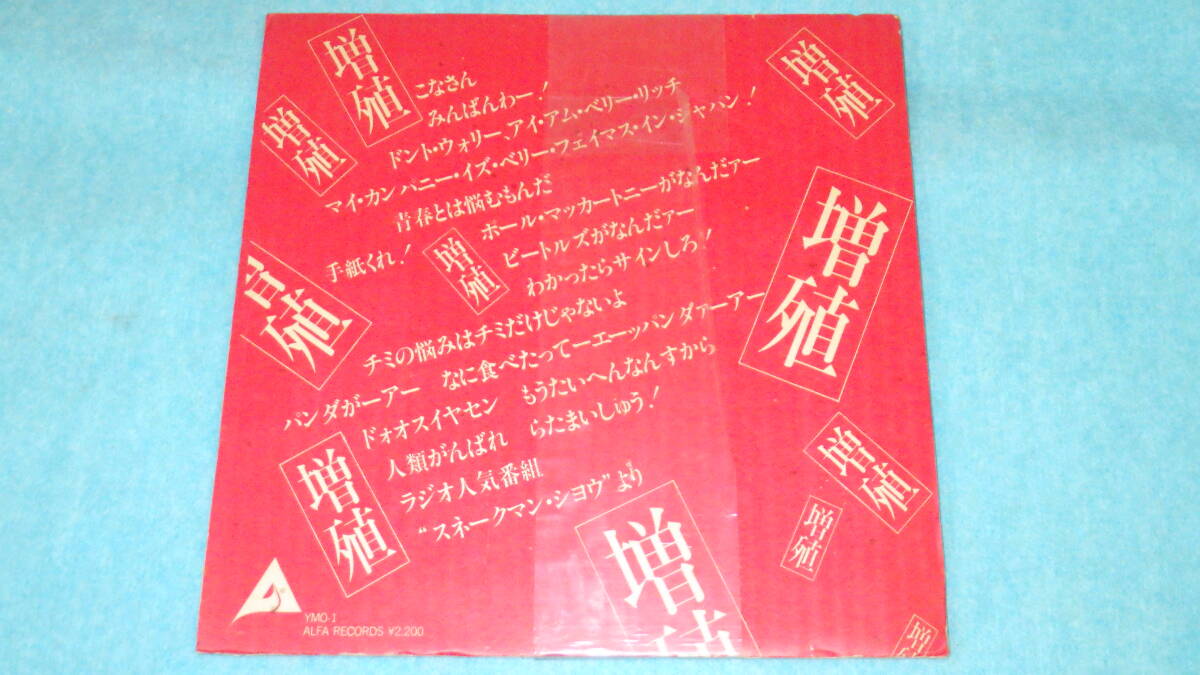 増殖
増殖
増殖
こなさん
みんばんわー!
ドント・ウォリー、アイ・アム・ベリー・リッチ
マイ・カンパニー・イズ・ベリー・フェイマス・イン・ジャパン!
青春とは悩むもんだ
ポール・マッカートニーがなんだァー
手紙くれ!
増殖
ビートルズがなんだァー
わかったらサインしろ!
増殖
増殖
チミの悩みはチミだけじゃないよ
パンダがーアー なに食べたってーエーッパンダァーアー
ドォオスイヤセン もうたいへんなんすから
人類がんばれ らたまいしゅう!
ラジオ人気番組
“スネークマン・ショウ”より
増殖
増殖
増殖
増殖
増殖
YMO-1
ALFA RECORDS ¥2,200